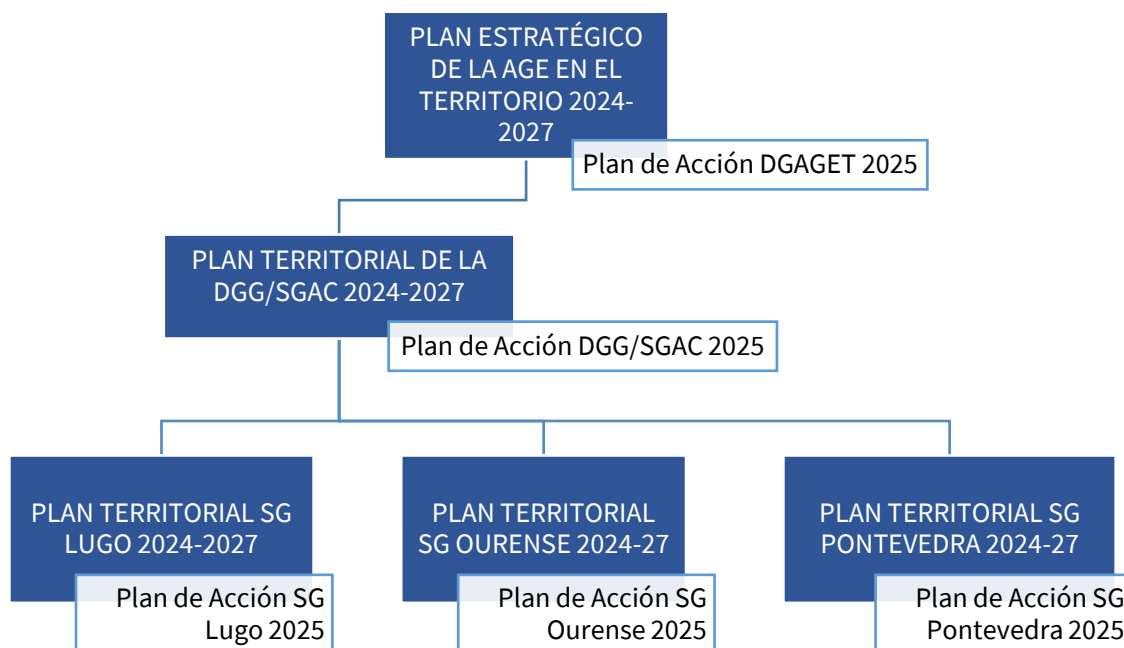 PLAN ESTRATÉGICO
DE LA AGE EN EL
TERRITORIO 2024-
2027
Plan de Acción DGAGET 2025
PLAN TERRITORIAL DE LA
DGG/SGAC 2024-2027
Plan de Acción DGG/SGAC 2025
PLAN TERRITORIAL SG
LUGO 2024-2027
Plan de Acción SG
Lugo 2025
PLAN TERRITORIAL
SG OURENSE 2024-27
Plan de Acción SG
Ourense 2025
PLAN TERRITORIAL SG
PONTEVEDRA 2024-27
Plan de Acción SG
Pontevedra 2025